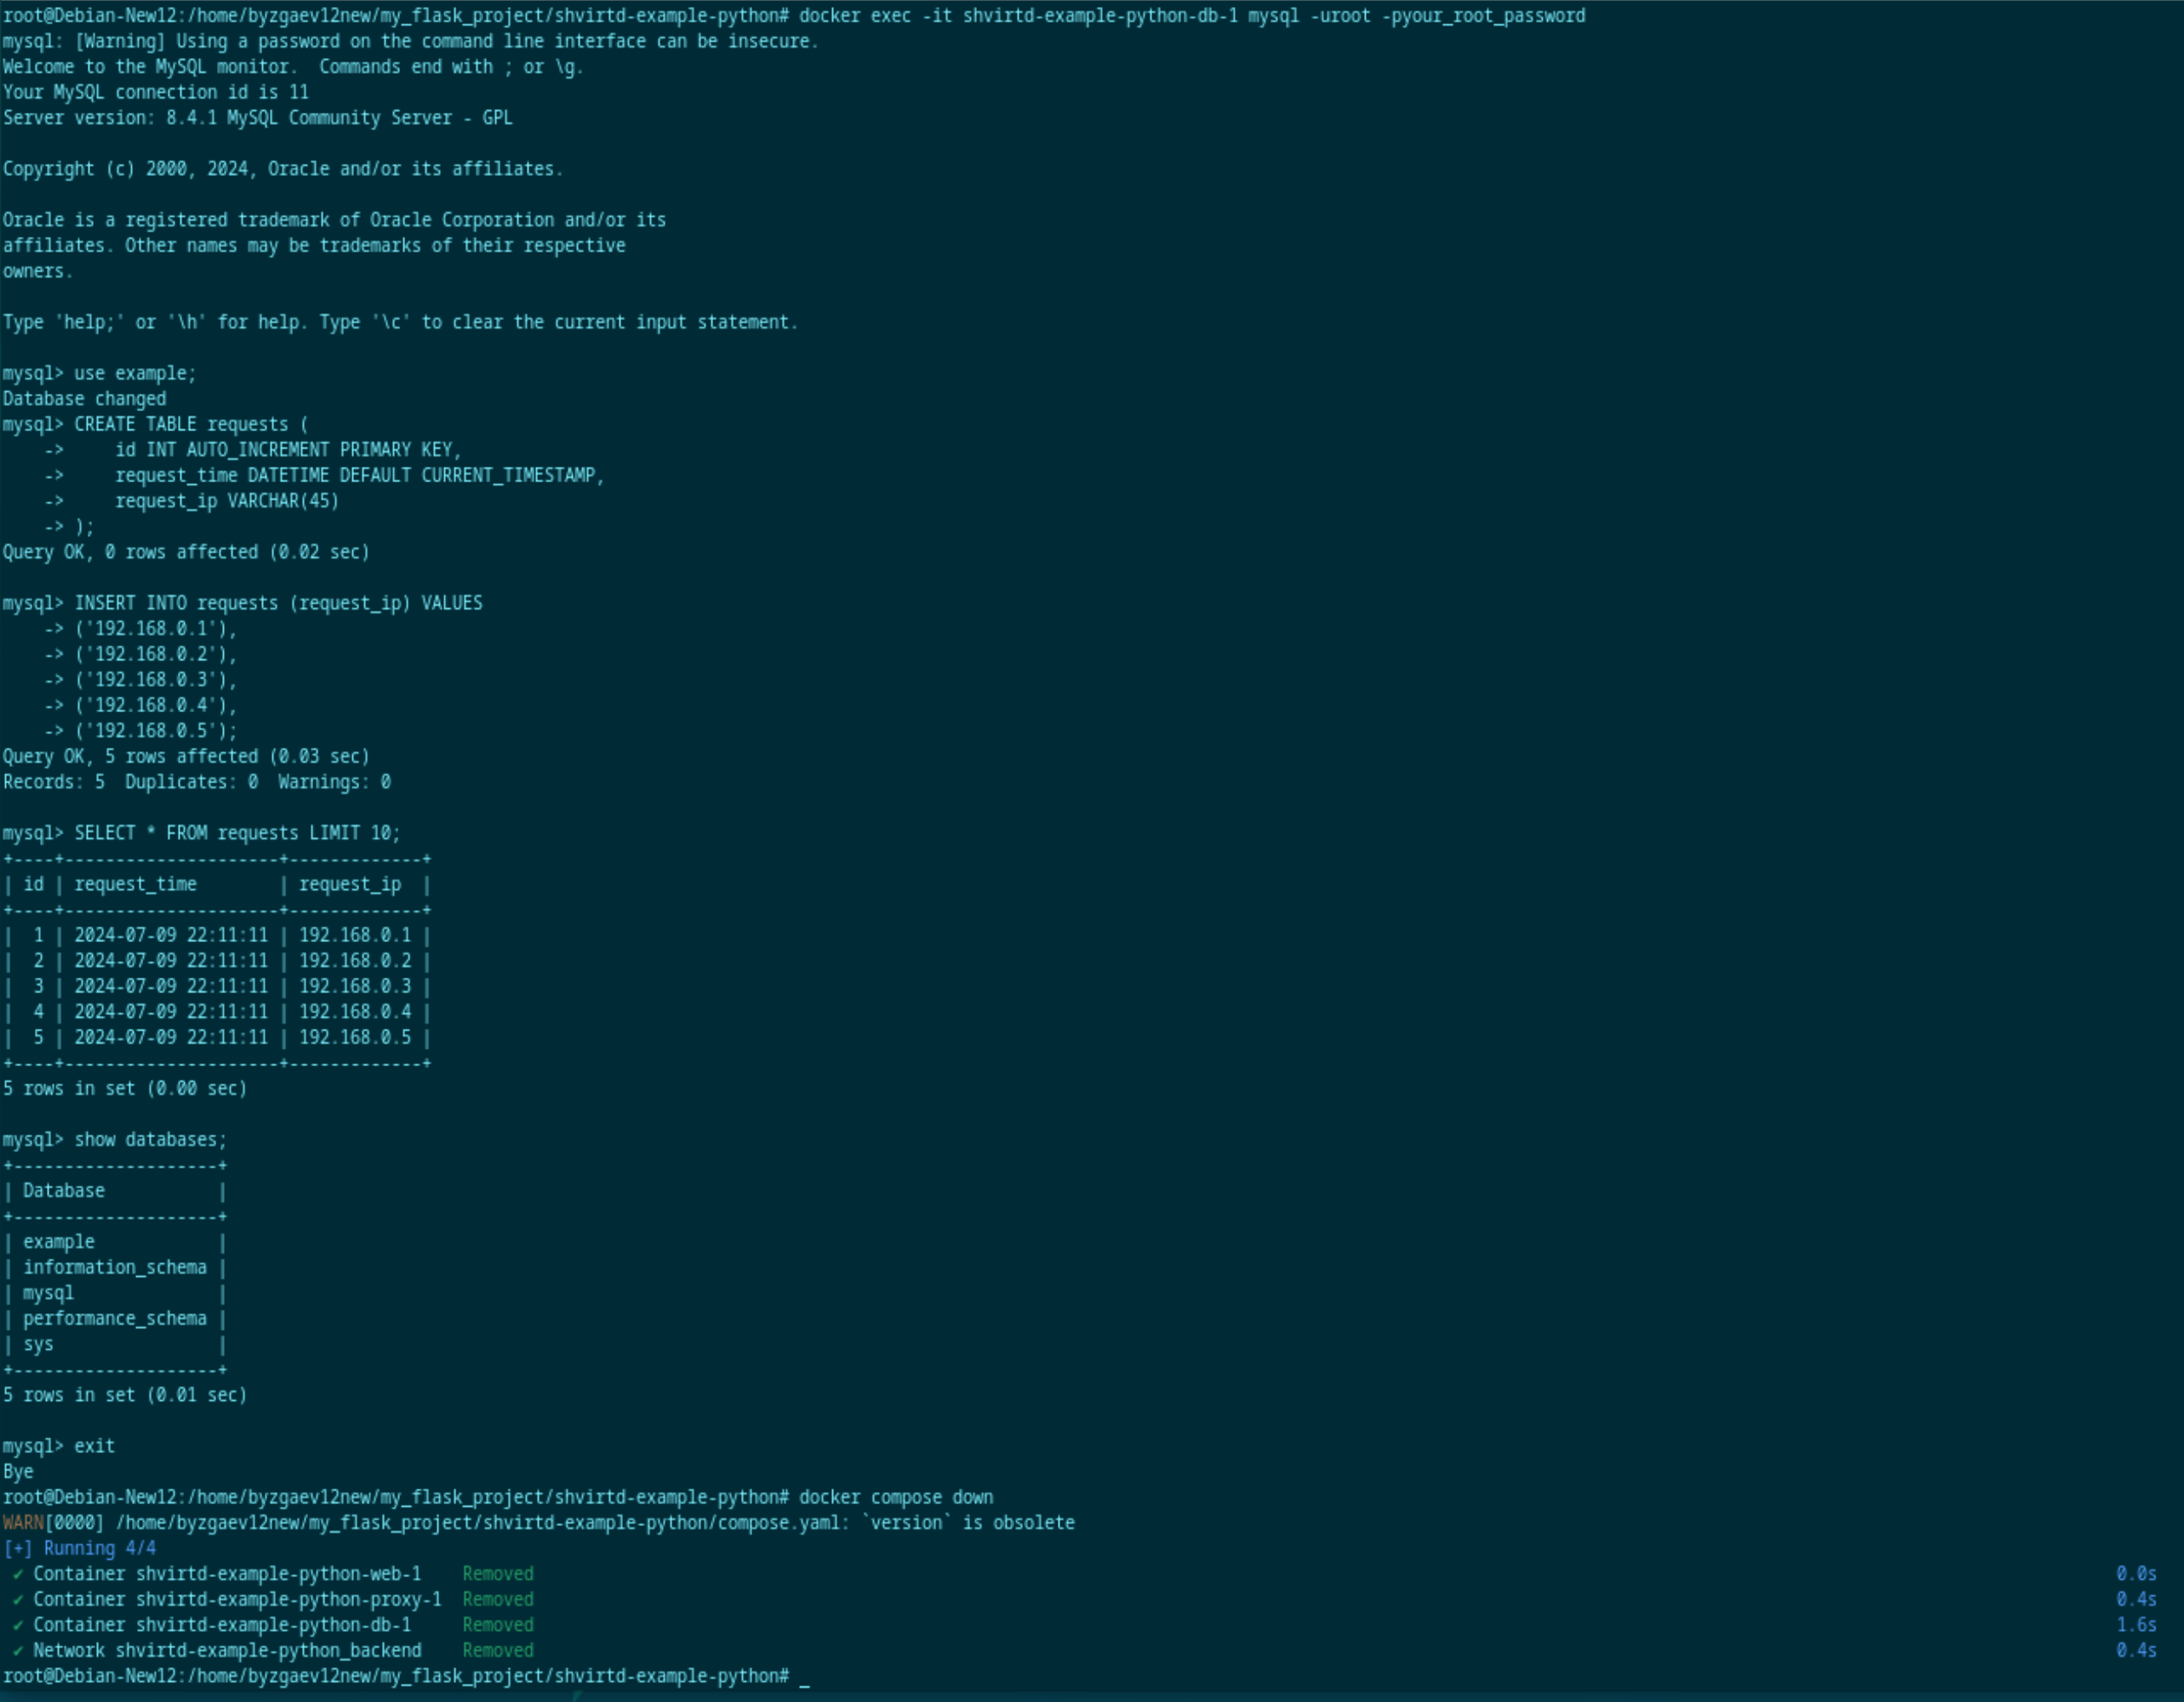 root@Debian-New12:/home/byzgaev12new/my_flask_project/shvirtd-example-python# docker exec -it shvirtd-example-python-db-1 mysql -uroot -pyour_root_password
mysql: [Warning] Using a password on the command line interface can be insecure.
Welcome to the MySQL monitor.  Commands end with ; or \g.
Your MySQL connection id is 11
Server version: 8.4.1 MySQL Community Server - GPL

Copyright (c) 2000, 2024, Oracle and/or its affiliates.

Oracle is a registered trademark of Oracle Corporation and/or its
affiliates. Other names may be trademarks of their respective
owners.

Type 'help;' or '\h' for help. Type '\c' to clear the current input statement.

mysql> use example;
Database changed
mysql> CREATE TABLE requests (
    ->     id INT AUTO_INCREMENT PRIMARY KEY,
    ->     request_time DATETIME DEFAULT CURRENT_TIMESTAMP,
    ->     request_ip VARCHAR(45)
    -> );
Query OK, 0 rows affected (0.02 sec)

mysql> INSERT INTO requests (request_ip) VALUES
    -> ('192.168.0.1'),
    -> ('192.168.0.2'),
    -> ('192.168.0.3'),
    -> ('192.168.0.4'),
    -> ('192.168.0.5');
Query OK, 5 rows affected (0.03 sec)
Records: 5  Duplicates: 0  Warnings: 0

mysql> SELECT * FROM requests LIMIT 10;
+----+---------------------+-------------+
| id | request_time        | request_ip  |
+----+---------------------+-------------+
|  1 | 2024-07-09 22:11:11 | 192.168.0.1 |
|  2 | 2024-07-09 22:11:11 | 192.168.0.2 |
|  3 | 2024-07-09 22:11:11 | 192.168.0.3 |
|  4 | 2024-07-09 22:11:11 | 192.168.0.4 |
|  5 | 2024-07-09 22:11:11 | 192.168.0.5 |
+----+---------------------+-------------+
5 rows in set (0.00 sec)

mysql> show databases;
+--------------------+
| Database           |
+--------------------+
| example            |
| information_schema |
| mysql              |
| performance_schema |
| sys                |
+--------------------+
5 rows in set (0.01 sec)

mysql> exit
Bye
root@Debian-New12:/home/byzgaev12new/my_flask_project/shvirtd-example-python# docker compose down
WARN[0000] /home/byzgaev12new/my_flask_project/shvirtd-example-python/compose.yaml: `version` is obsolete
[+] Running 4/4
 ✓ Container shvirtd-example-python-web-1    Removed    0.0s
 ✓ Container shvirtd-example-python-proxy-1  Removed    0.4s
 ✓ Container shvirtd-example-python-db-1     Removed    1.6s
 ✓ Network shvirtd-example-python_backend    Removed    0.4s
root@Debian-New12:/home/byzgaev12new/my_flask_project/shvirtd-example-python# _